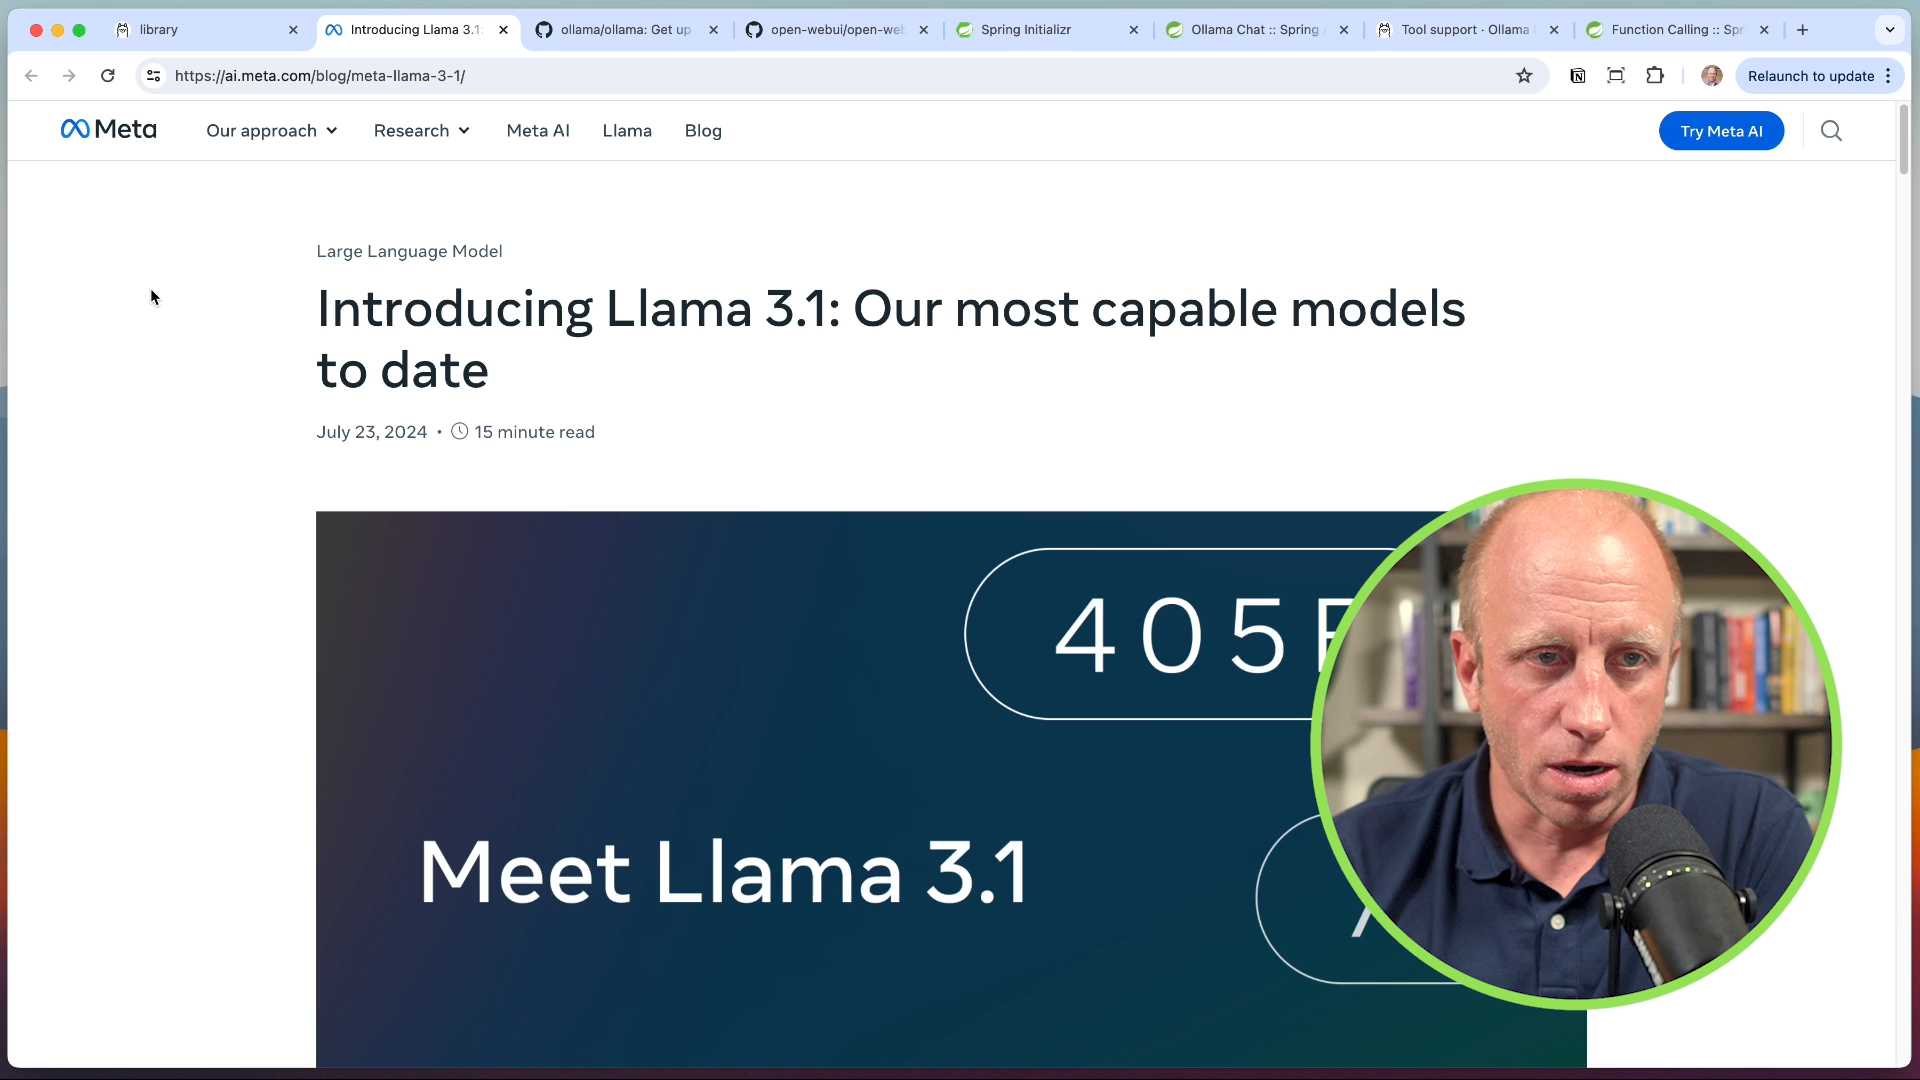 library
Introducing Llama 3.1:
ollama/ollama: Get up
open-webui/open-web
Spring Initializr
Ollama Chat :: Spring
Tool support · Ollama
Function Calling :: Spr
https://ai.meta.com/blog/meta-llama-3-1/
Relaunch to update
Meta
Our approach
Research
Meta AI
Llama
Blog
Try Meta AI
Large Language Model
Introducing Llama 3.1: Our most capable models
to date
July 23, 2024 • 15 minute read
405
Meet Llama 3.1